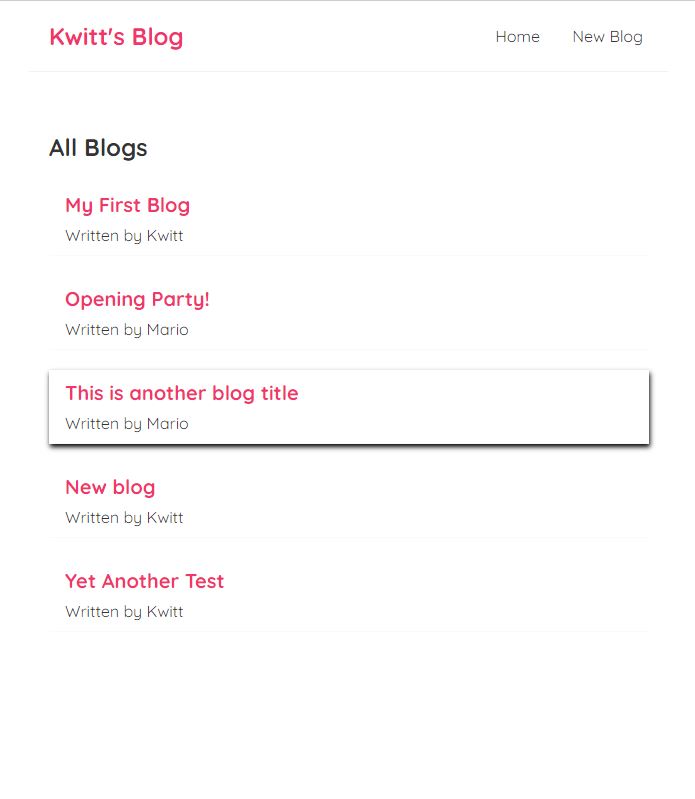 Kwitt's Blog
Home
New Blog
All Blogs
My First Blog
Written by Kwitt
Opening Party!
Written by Mario
This is another blog title
Written by Mario
New blog
Written by Kwitt
Yet Another Test
Written by Kwitt